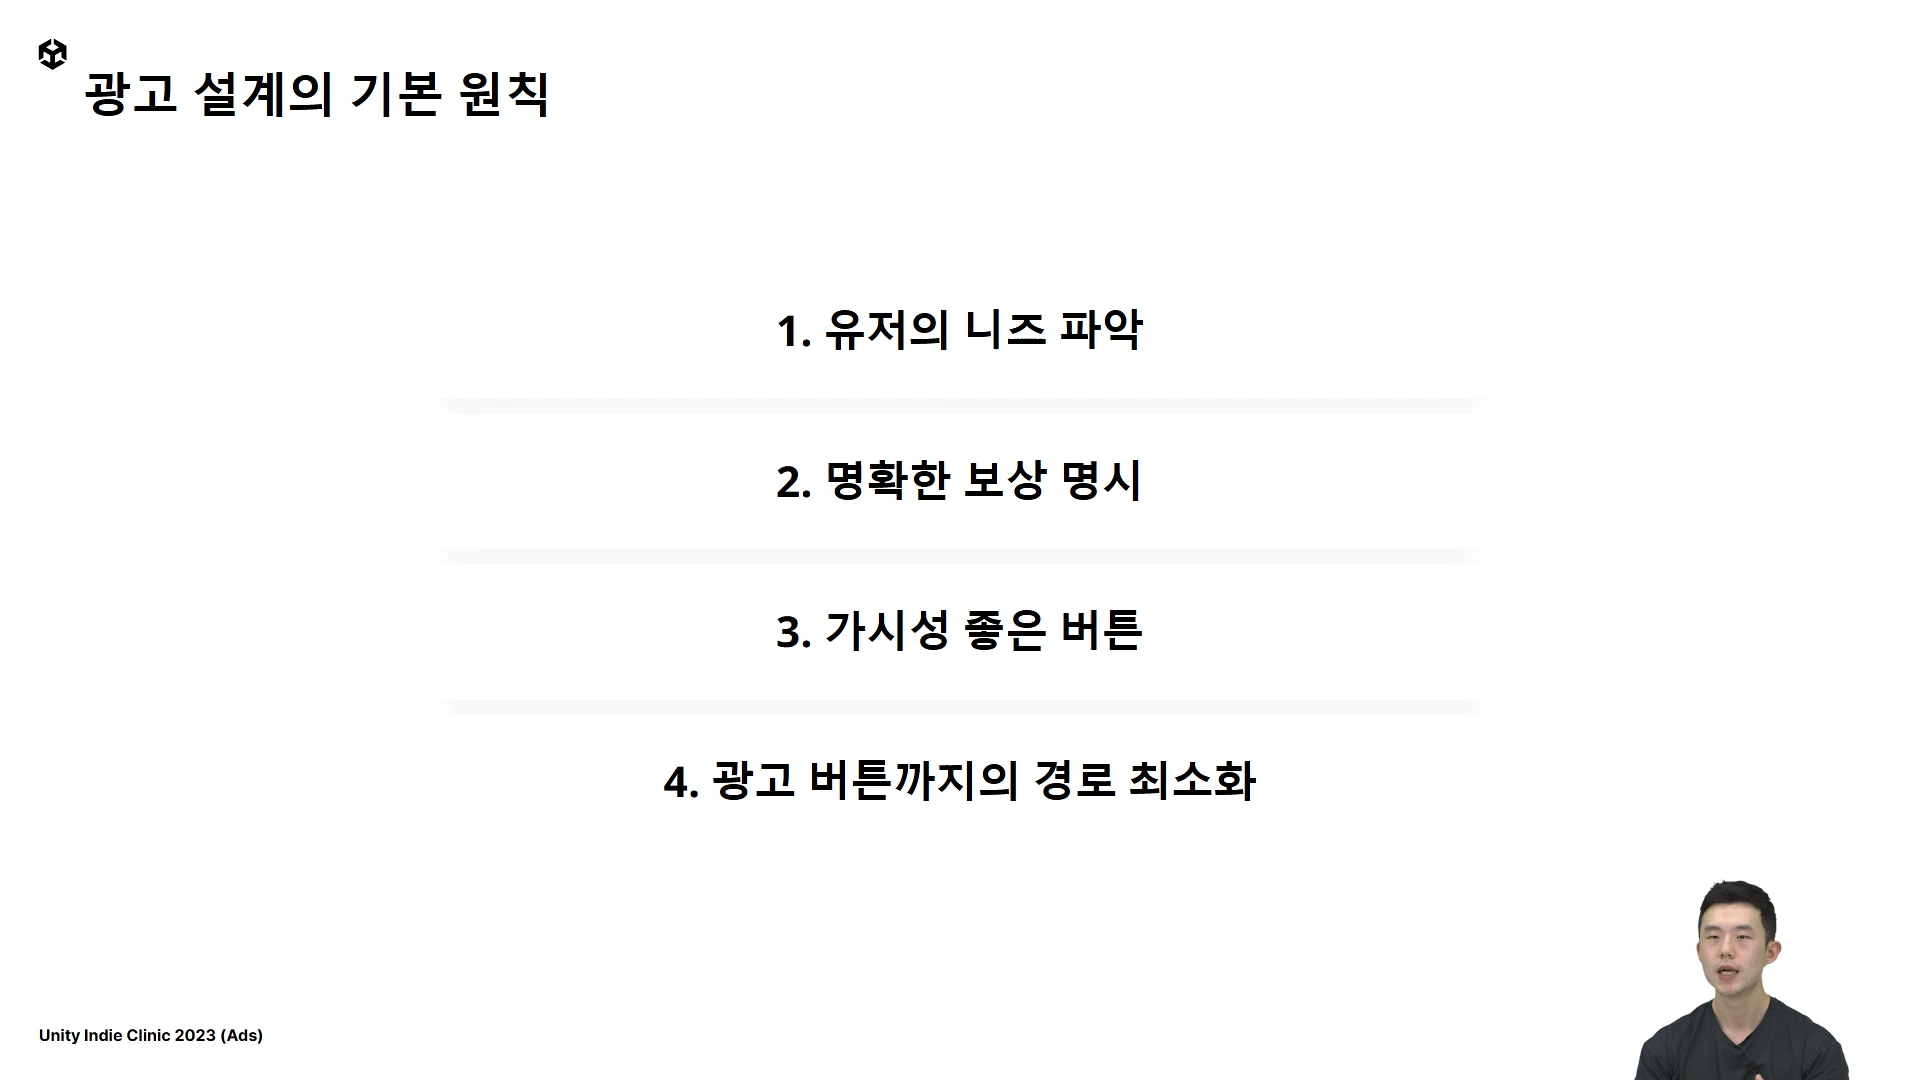 광고 설계의 기본 원칙
1. 유저의 니즈 파악
2. 명확한 보상 명시
3. 가시성 좋은 버튼
4. 광고 버튼까지의 경로 최소화
Unity Indie Clinic 2023 (Ads)